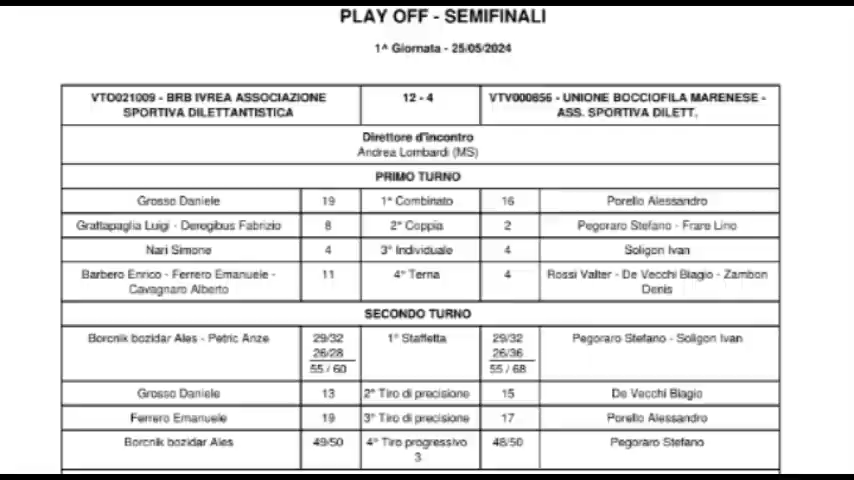 PLAY OFF - SEMIFINALI
1^ Giornata - 25/05/2024
VTO021009 - BRB IVREA ASSOCIAZIONE SPORTIVA DILETTANTISTICA 12 - 4 VTV000656 - UNIONE BOCCIOFILA MARENESE - ASS. SPORTIVA DILETT.
Direttore d'incontro
Andrea Lombardi (MS)
PRIMO TURNO
Grosso Daniele 19 1° Combinato 16 Porello Alessandro
Grattapaglia Luigi - Deregibus Fabrizio 8 2° Coppia 2 Pegoraro Stefano - Frare Lino
Nari Simone 4 3° Individuale 4 Soligon Ivan
Barbero Enrico - Ferrero Emanuele - Cavagnaro Alberto 11 4° Terna 4 Rossi Valter - De Vecchi Biagio - Zambon Denis
SECONDO TURNO
Borcnik bozidar Ales - Petric Anze 29/32 1° Staffetta 29/32 Pegoraro Stefano - Soligon Ivan
26/28 26/36
55 / 60 55 / 68
Grosso Daniele 13 2° Tiro di precisione 15 De Vecchi Biagio
Ferrero Emanuele 19 3° Tiro di precisione 17 Porello Alessandro
Borcnik bozidar Ales 49/50 4° Tiro progressivo 48/50 Pegoraro Stefano
3